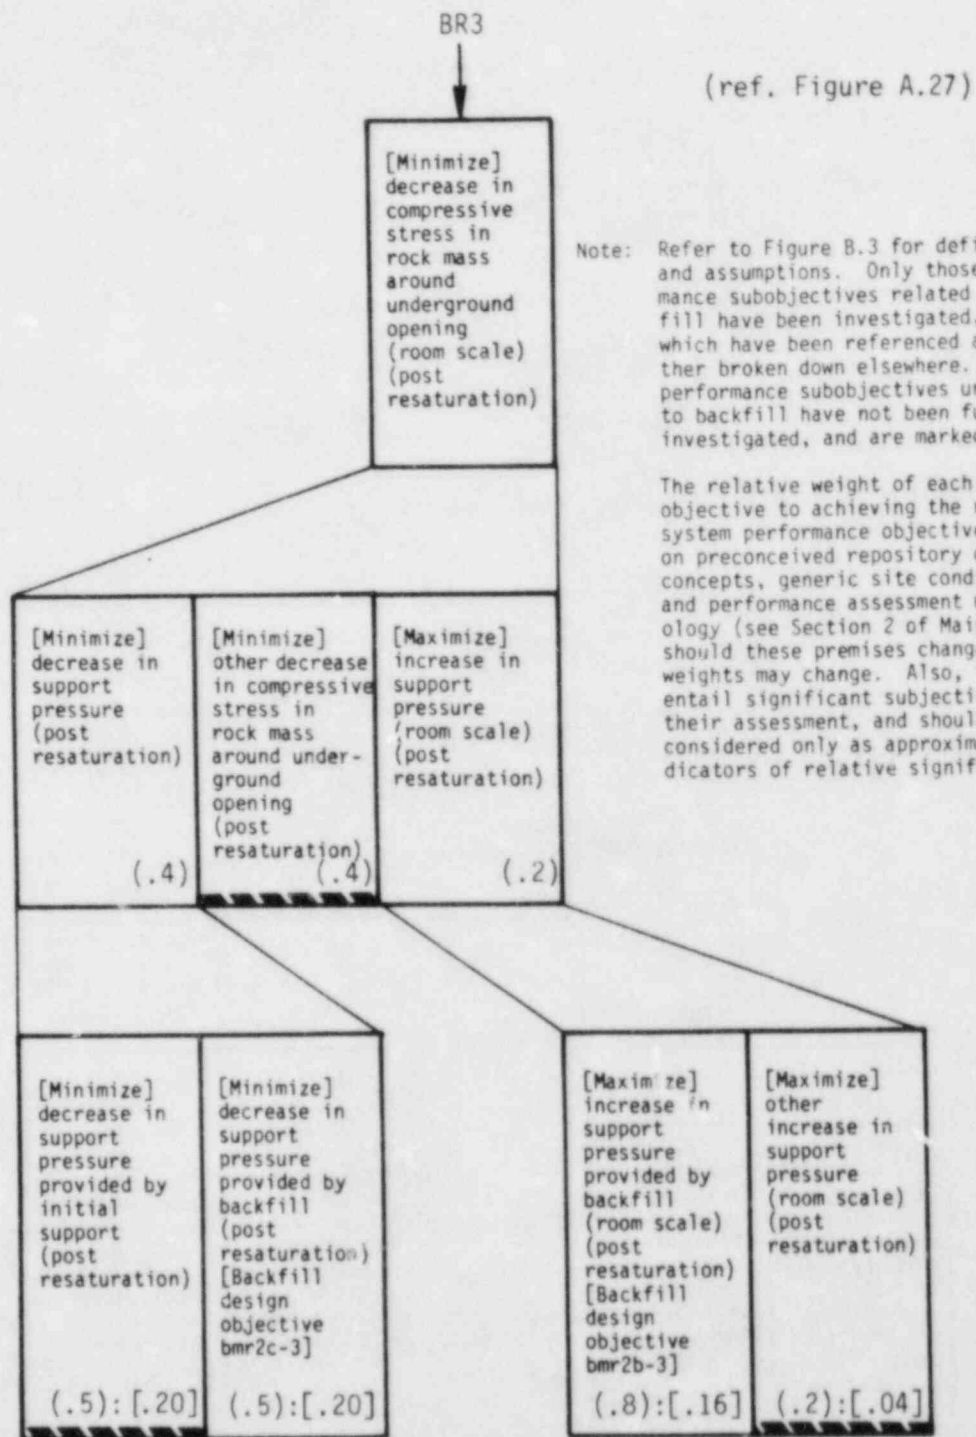 BR3
(ref. Figure A.27)
[Minimize]
decrease in
compressive
stress in
rock mass
around
underground
opening
(room scale)
(post
resaturation)
Note: Refer to Figure B.3 for
and assumptions. Only those
mance subobjectives related
fill have been investigated,
which have been referenced
ther broken down elsewhere.
performance subobjectives
to backfill have not been
investigated, and are marked
The relative weight of each
objective to achieving the
system performance objective
on preconceived repository
concepts, generic site
and performance assessment
ology (see Section 2 of
should these premises
weights may change. Also,
entail significant
their assessment, and
considered only as
dicators of relative
[Minimize]
decrease in
support
pressure
(post
resaturation)
(.4)
[Minimize]
other decrease
in compressive
stress in
rock mass
around under-
ground
opening
(post
resaturation)
(.4)
[Maximize]
increase in
support
pressure
(room scale)
(post
resaturation)
(.2)
[Minimize]
decrease in
support
pressure
provided by
initial
support
(post
resaturation)
(.5):[.20]
[Minimize]
decrease in
support
pressure
provided by
backfill
(post
resaturation)
[Backfill
design
objective
bmr2c-3]
(.5):[.20]
[Maximize]
increase in
support
pressure
provided by
backfill
(room scale)
(post
resaturation)
[Backfill
design
objective
bmr2b-3]
(.8):[.16]
[Maximize]
other
increase in
support
pressure
(room scale)
(post
resaturation)
(.2):[.04]